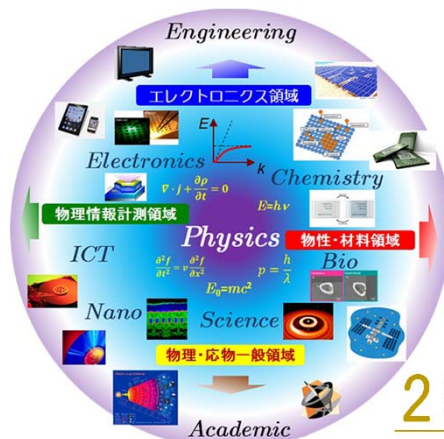 Engineering
エレクトロニクス領域
E
k
Electronics
∇·j+∂ρ/∂t=0
Chemistry
E=hν
物理情報計測領域
Physics
物性・材料領域
ICT
Bio
∂²f/∂t²=v∂²f/∂x²
p=h/λ
E₀=mc²
Nano
Science
物理・応物一般領域
Academic
2